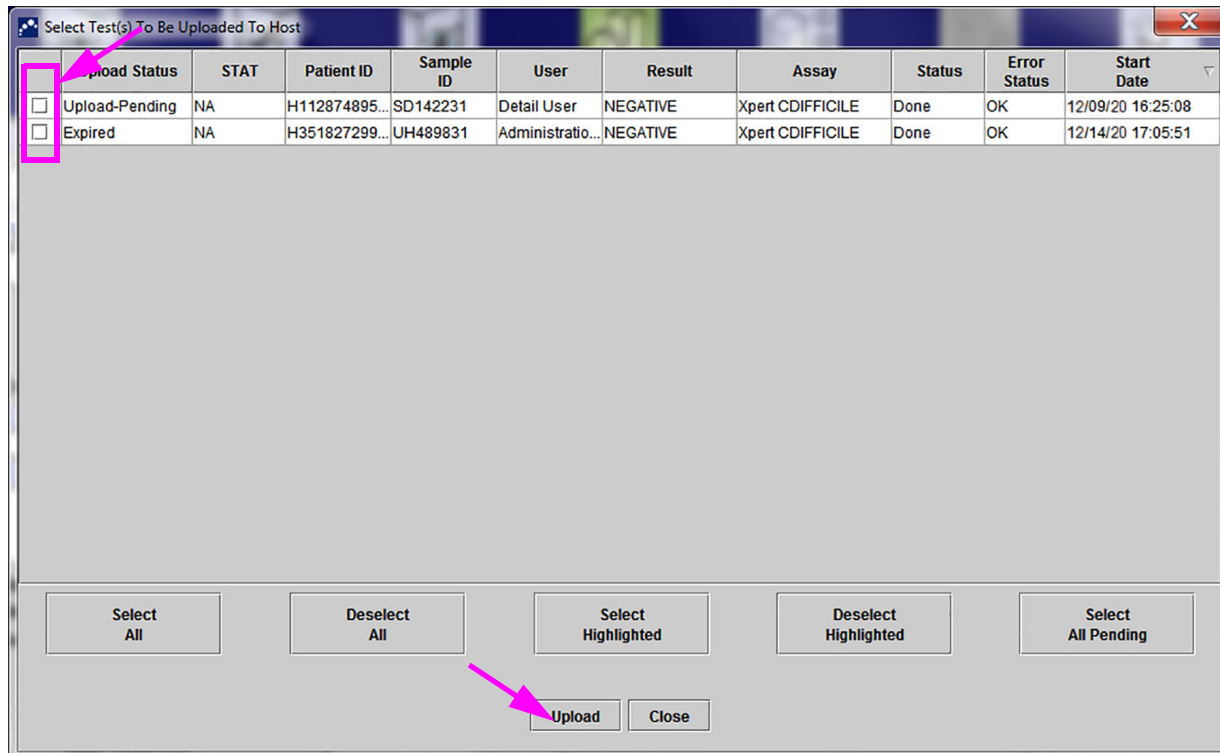 Select Test(s) To Be Uploaded To Host
Upload Status STAT Patient ID Sample ID User Result Assay Status Error Status Start Date
Upload-Pending NA H112874895... SD142231 Detail User NEGATIVE Xpert CDIFFICILE Done OK 12/09/20 16:25:08
Expired NA H351827299... UH489831 Administratio... NEGATIVE Xpert CDIFFICILE Done OK 12/14/20 17:05:51
Select All Deselect All Select Highlighted Deselect Highlighted Select All Pending
Upload Close